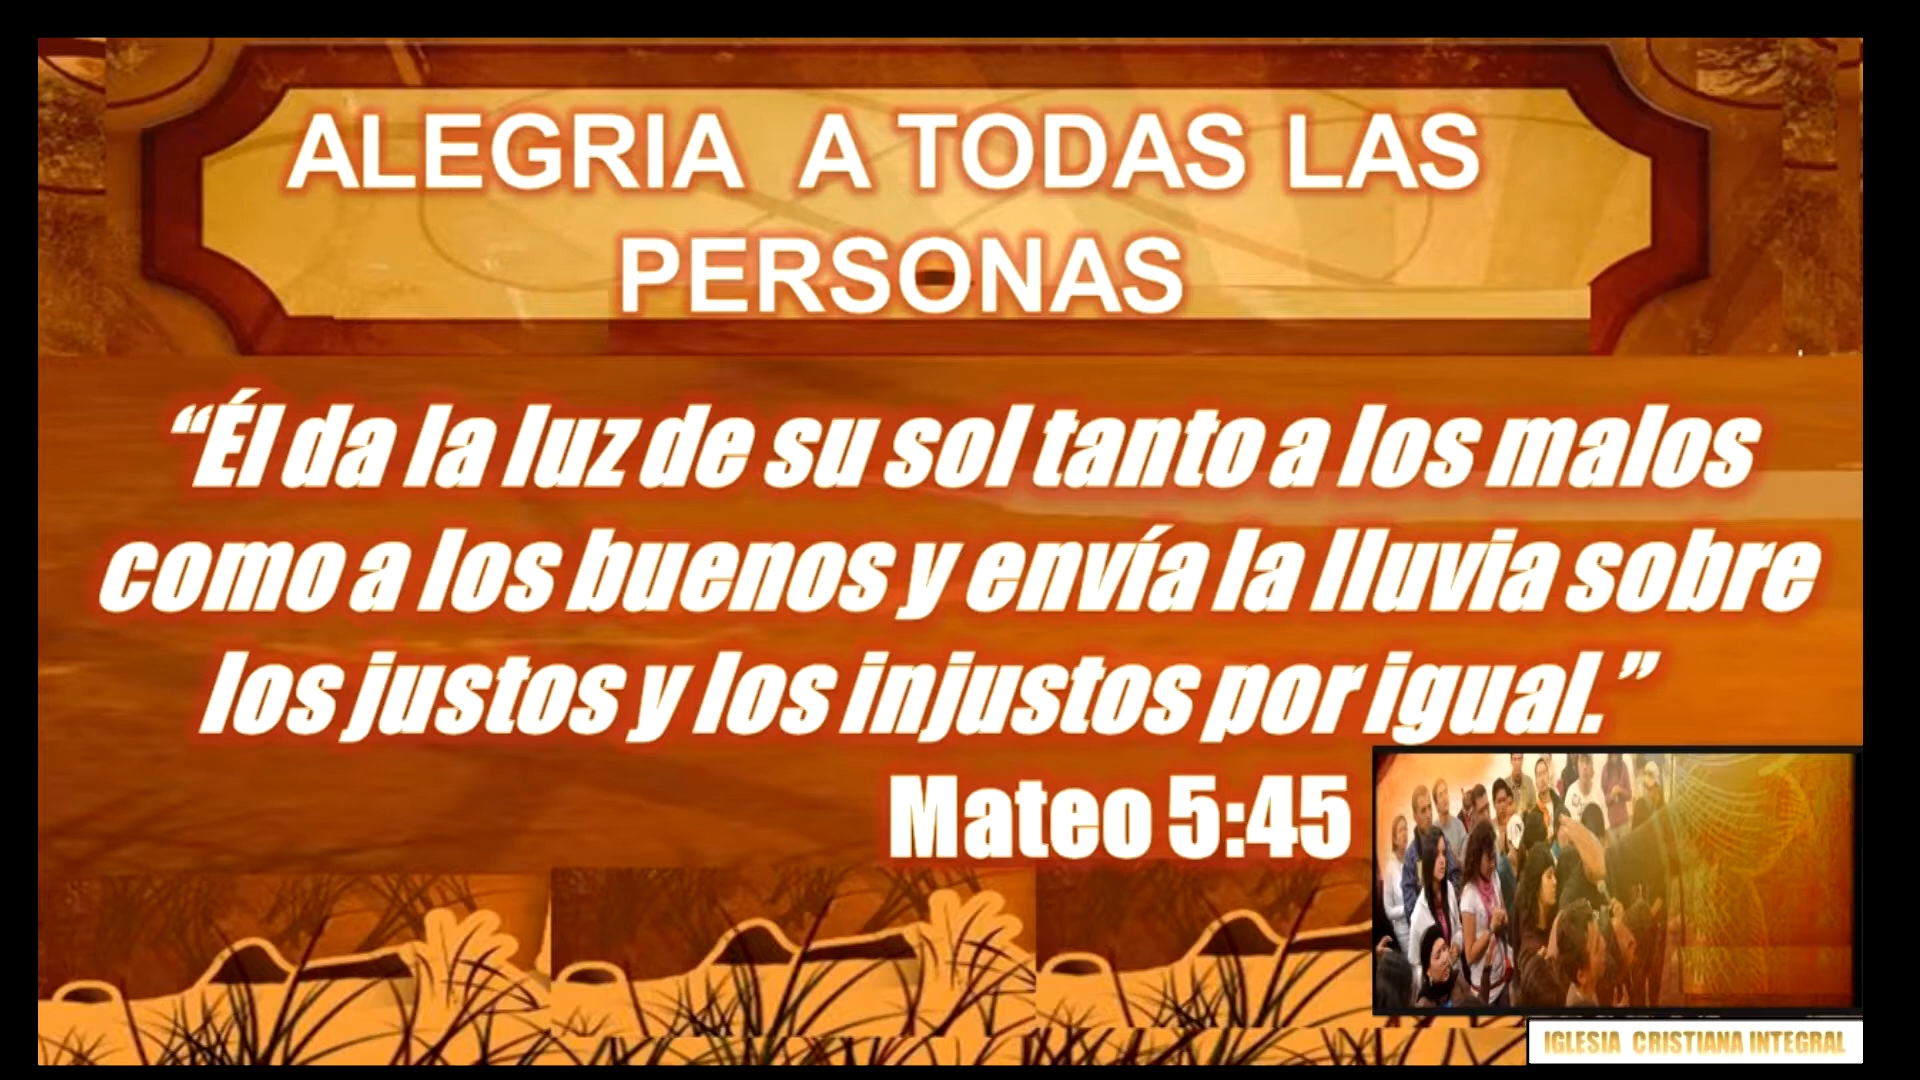 ALEGRIA A TODAS LAS
PERSONAS
“Él da la luz de su sol tanto a los malos
como a los buenos y envía la lluvia sobre
los justos y los injustos por igual.”
Mateo 5:45
IGLESIA CRISTIANA INTEGRAL